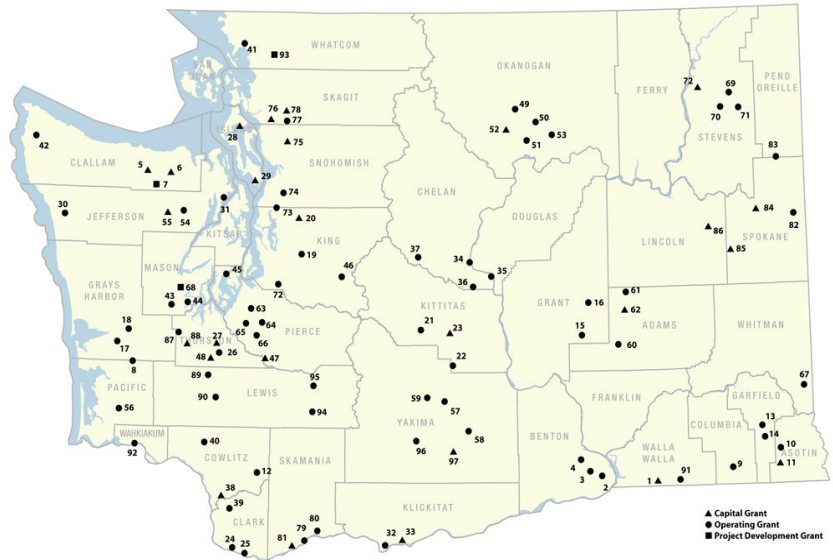 41
93
WHATCOM
SAN
JUAN
OKANOGAN
FERRY
PEND
OREILLE
72
69
70
71
STEVENS
SKAGIT
76
78
77
ISLAND
28
75
49
50
52
51
53
42
CLALLAM
5
6
7
SNOHOMISH
29
74
83
CHELAN
30
JEFFERSON
55
54
31
KITSAP
73
20
DOUGLAS
84
82
86
LINCOLN
SPOKANE
85
KING
19
46
37
34
35
36
MASON
68
43
44
45
72
GRAYS
HARBOR
18
17
8
KITTITAS
21
23
22
GRANT
16
15
61
62
ADAMS
60
WHITMAN
63
64
65
66
PIERCE
47
87
88
27
THURSTON
48
26
89
90
LEWIS
95
94
PACIFIC
56
WAHKIAKUM
92
59
57
YAKIMA
58
96
97
67
FRANKLIN
GARFIELD
COLUMBIA
13
14
10
ASOTIN
11
9
BENTON
4
3
2
WALLA
WALLA
1
91
40
COWLITZ
12
SKAMANIA
38
39
CLARK
24
25
81
79
80
KLICKITAT
32
33
Capital Grant
Operating Grant
Project Development Grant